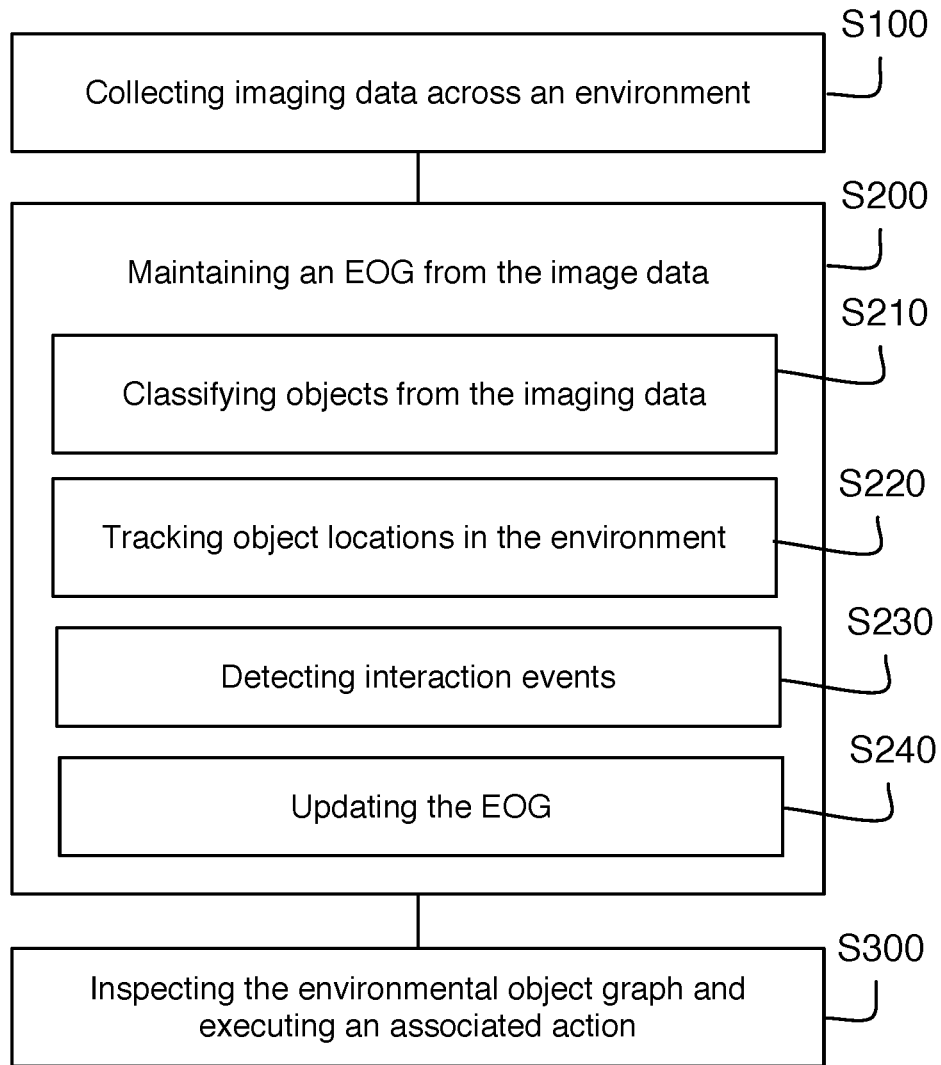 S100
Collecting imaging data across an environment
S200
Maintaining an EOG from the image data
S210
Classifying objects from the imaging data
S220
Tracking object locations in the environment
S230
Detecting interaction events
S240
Updating the EOG
S300
Inspecting the environmental object graph and
executing an associated action